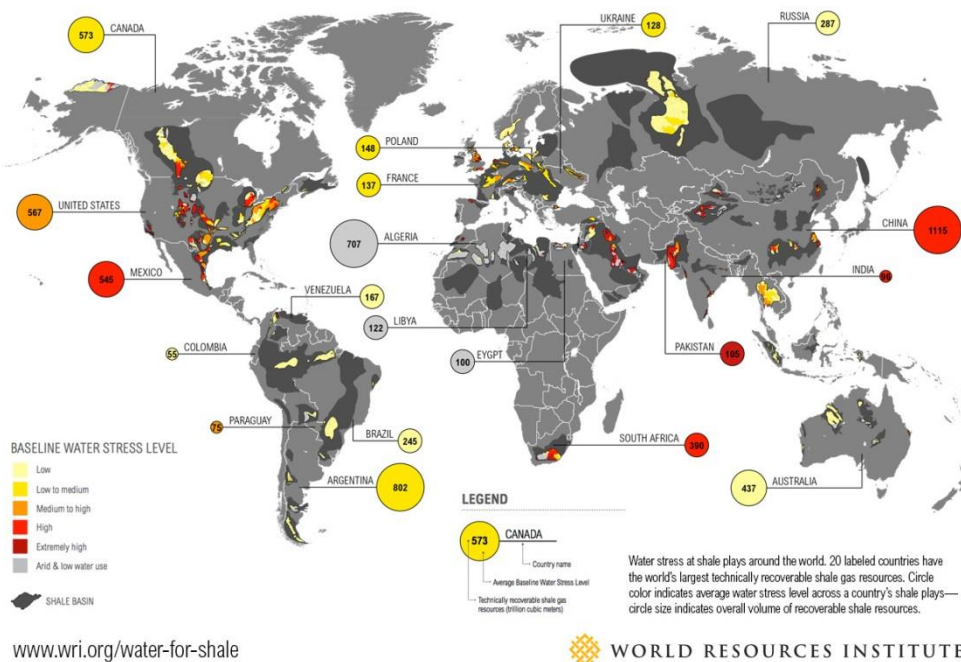 CANADA
573
UKRAINE
128
RUSSIA
287
POLAND
148
FRANCE
137
UNITED STATES
567
ALGERIA
707
CHINA
1115
MEXICO
545
INDIA
VENEZUELA
167
LIBYA
122
COLOMBIA
55
EYGPT
100
PAKISTAN
105
PARAGUAY
75
BRAZIL
245
SOUTH AFRICA
390
ARGENTINA
802
AUSTRALIA
437
BASELINE WATER STRESS LEVEL
Low
Low to medium
Medium to high
High
Extremely high
Arid & low water use
SHALE BASIN
LEGEND
573
CANADA
Country name
Average Baseline Water Stress Level
Technically recoverable shale gas
resources (trillion cubic meters)
Water stress at shale plays around the world. 20 labeled countries have
the world's largest technically recoverable shale gas resources. Circle
color indicates average water stress level across a country's shale plays—
circle size indicates overall volume of recoverable shale resources.
www.wri.org/water-for-shale
WORLD RESOURCES INSTITUTE